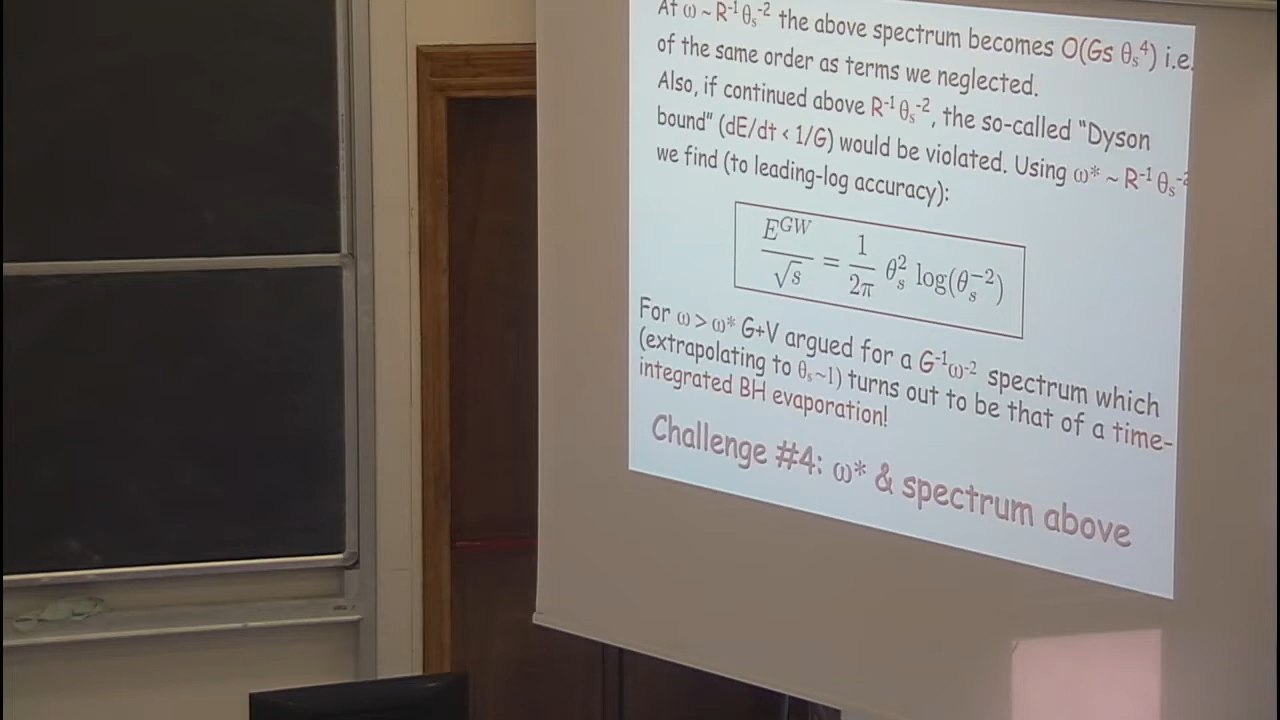 At ω ~ R⁻¹ θₛ⁻² the above spectrum becomes O(Gs θₛ⁴) i.e.
of the same order as terms we neglected.
Also, if continued above R⁻¹ θₛ⁻², the so-called "Dyson
bound" (dE/dt < 1/G) would be violated. Using ω* ~ R⁻¹ θₛ⁻²
we find (to leading-log accuracy):
E^{GW}/√s = 1/2π θₛ² log(θₛ⁻²)
For ω > ω* G+V argued for a G⁻¹ω⁻² spectrum which
(extrapolating to θₛ~1) turns out to be that of a time-
integrated BH evaporation!
Challenge #4: ω* & spectrum above